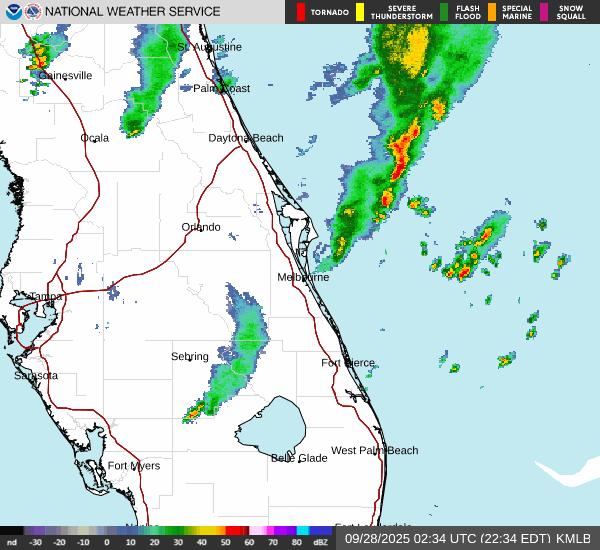 NATIONAL WEATHER SERVICE
TORNADO
SEVERE THUNDERSTORM
FLASH FLOOD
SPECIAL MARINE
SNOW SQUALL
St. Augustine
Gainesville
Palm Coast
Ocala
Daytona Beach
Orlando
Melbourne
Tampa
Sebring
Fort Pierce
Sarasota
West Palm Beach
Belle Glade
Fort Myers
nd -30 -20 -10 0 10 20 30 40 50 60 70 80 dBZ
09/28/2025 02:34 UTC (22:34 EDT) KMLB